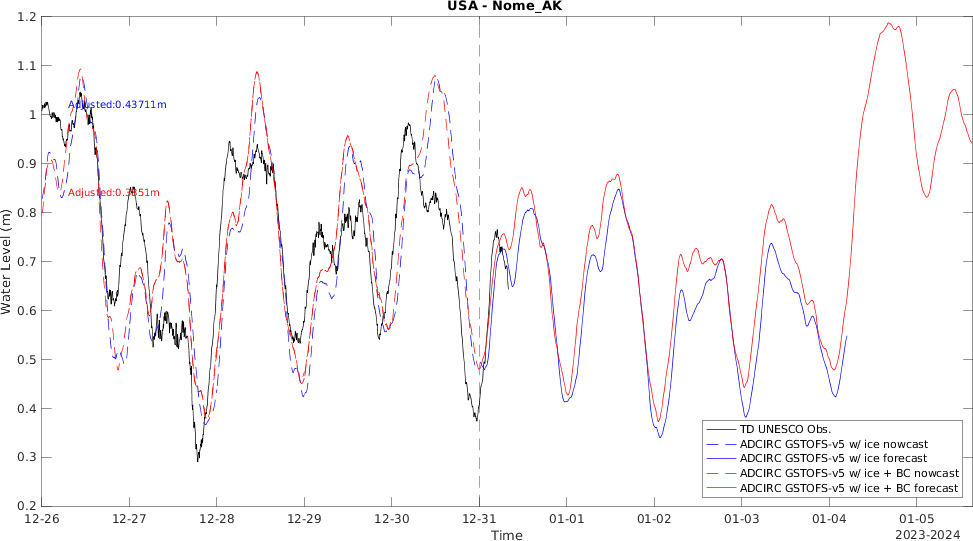 USA - Nome_AK
1.2
1.1
1
0.9
0.8
0.7
0.6
0.5
0.4
0.3
0.2
Water Level (m)
Adjusted:0.43711m
TD UNESCO Obs.
ADCIRC GSTOFS-v5 w/ ice nowcast
ADCIRC GSTOFS-v5 w/ ice forecast
ADCIRC GSTOFS-v5 w/ ice + BC nowcast
ADCIRC GSTOFS-v5 w/ ice + BC forecast
12-26 12-27 12-28 12-29 12-30 12-31 01-01 01-02 01-03 01-04 01-05
Time
2023-2024